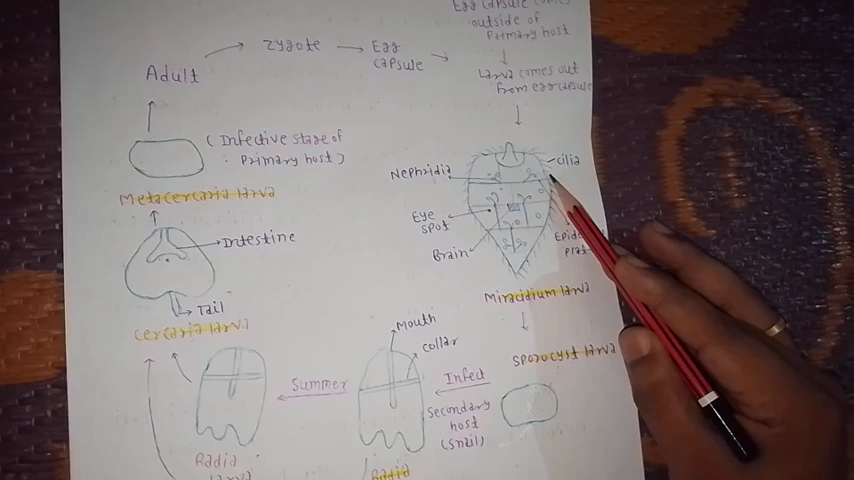 Egg capsule comes
outside of
Primary host
Zygote
Egg
capsule
Adult
Larva comes out
from egg capsule
(Infective stage of
Primary host)
Metacercaria larva
cilia
Nephridia
Eye
spot
Brain
Intestine
Tail
Cercaria larva
Miracidium larva
Sporocyst larva
Mouth
collar
Infect
Secondary
host
(snail)
Summer
Radia
Radia